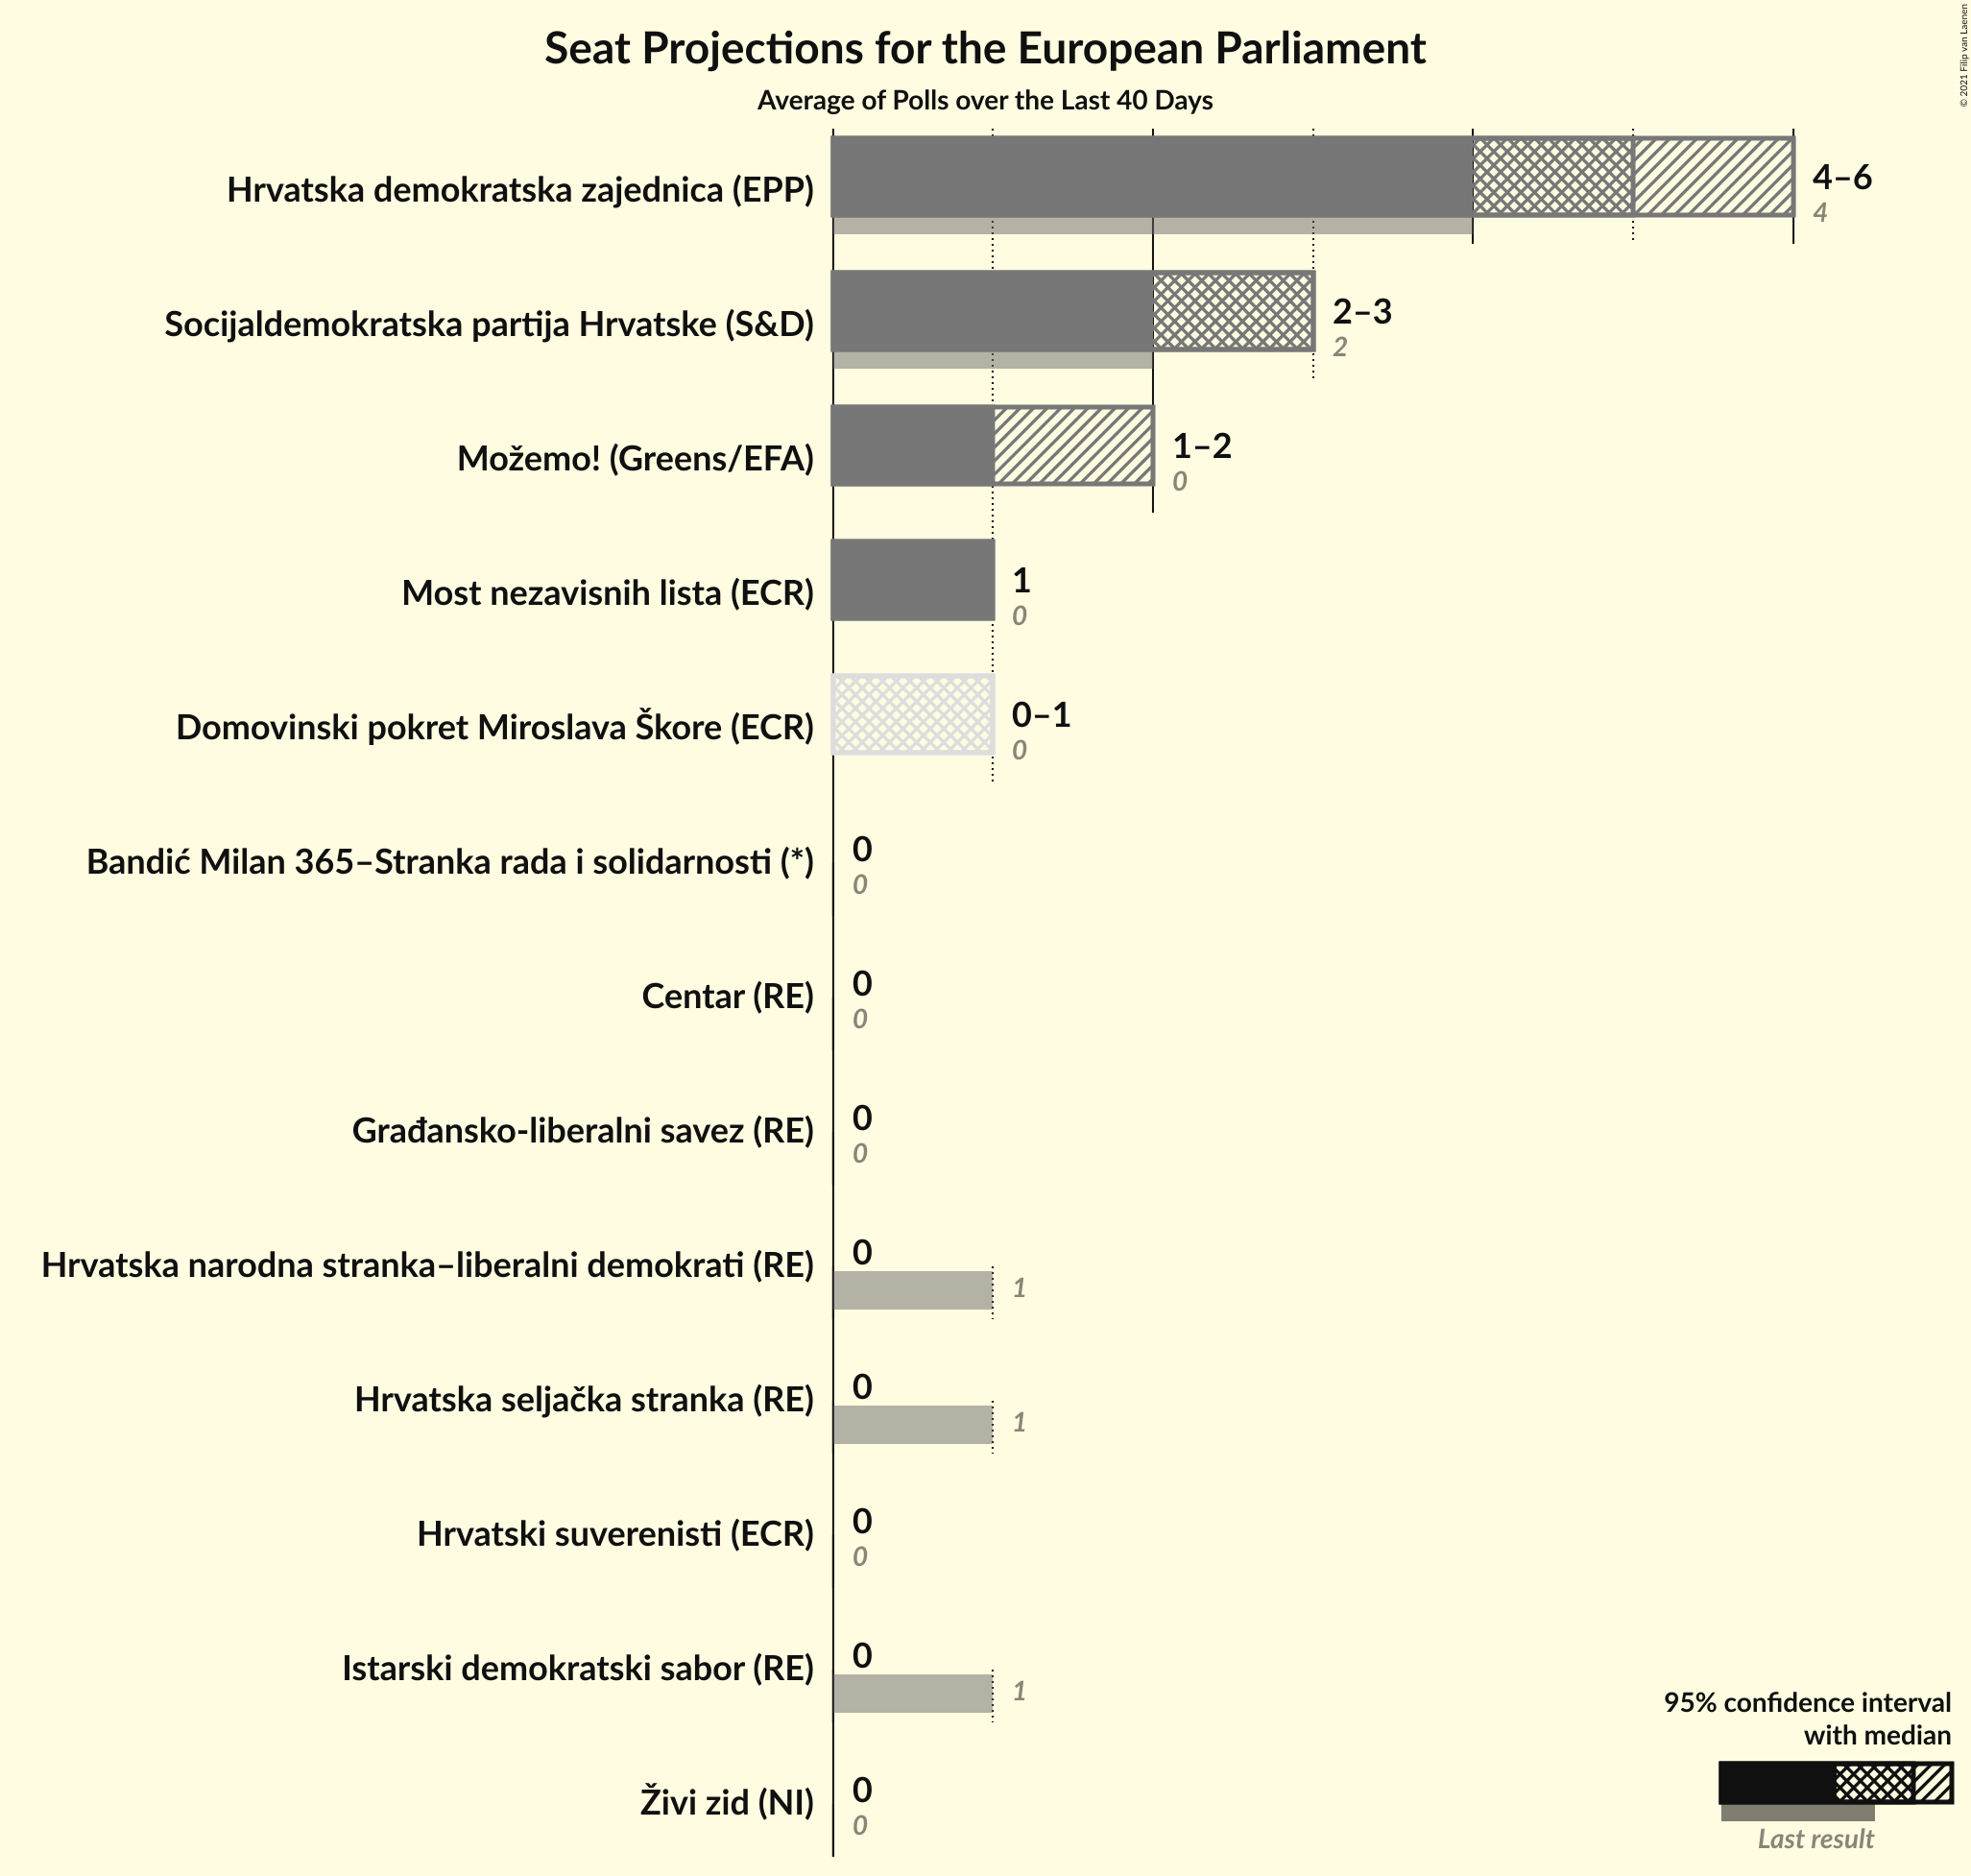 Seat Projections for the European Parliament
Average of Polls over the Last 40 Days
© 2021 Filip van Laenen
Hrvatska demokratska zajednica (EPP)
4–6
4
Socijaldemokratska partija Hrvatske (S&D)
2–3
2
Možemo! (Greens/EFA)
1–2
0
Most nezavisnih lista (ECR)
1
0
Domovinski pokret Miroslava Škore (ECR)
0–1
0
Bandić Milan 365–Stranka rada i solidarnosti (*)
0
0
Centar (RE)
0
0
Građansko-liberalni savez (RE)
0
0
Hrvatska narodna stranka–liberalni demokrati (RE)
0
1
Hrvatska seljačka stranka (RE)
0
1
Hrvatski suverenisti (ECR)
0
0
Istarski demokratski sabor (RE)
0
1
Živi zid (NI)
0
0
95% confidence interval
with median
Last result